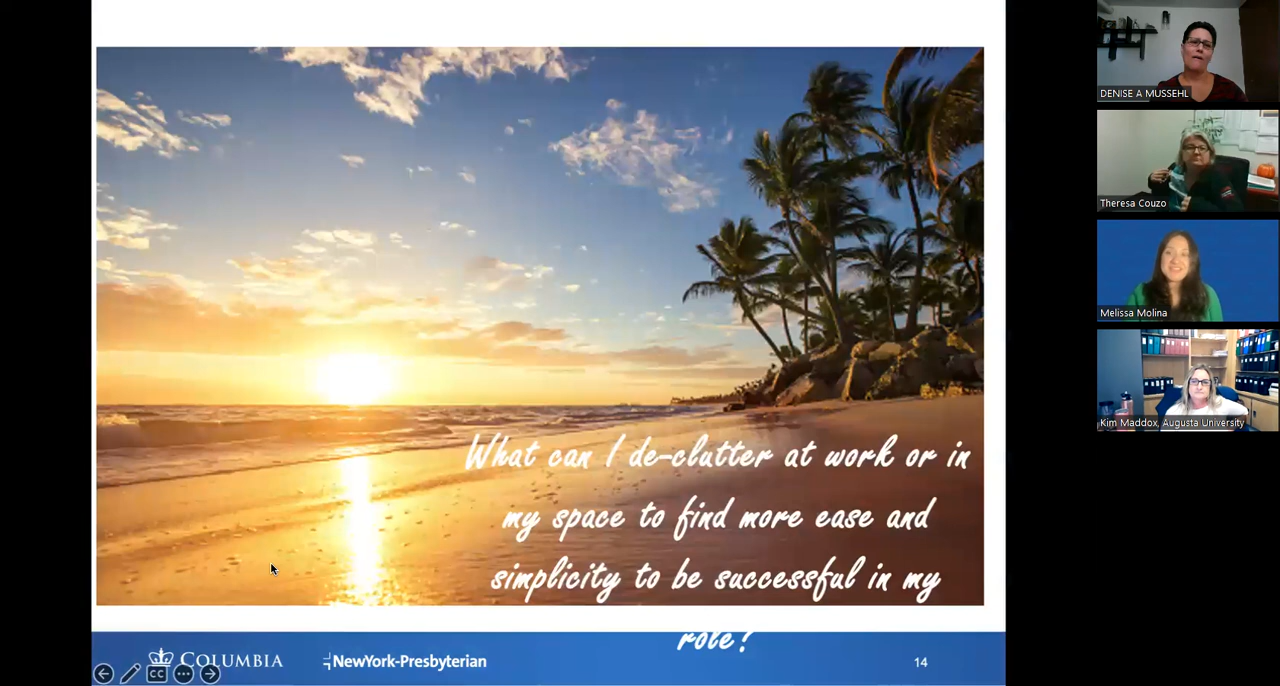 What can I de-clutter at work or in
my space to find more ease and
simplicity to be successful in my
role?
COLUMBIA
NewYork-Presbyterian
14
CC
DENISE A MUSSEHL
Theresa Couzo
Melissa Molina
Kim Maddox, Augusta University